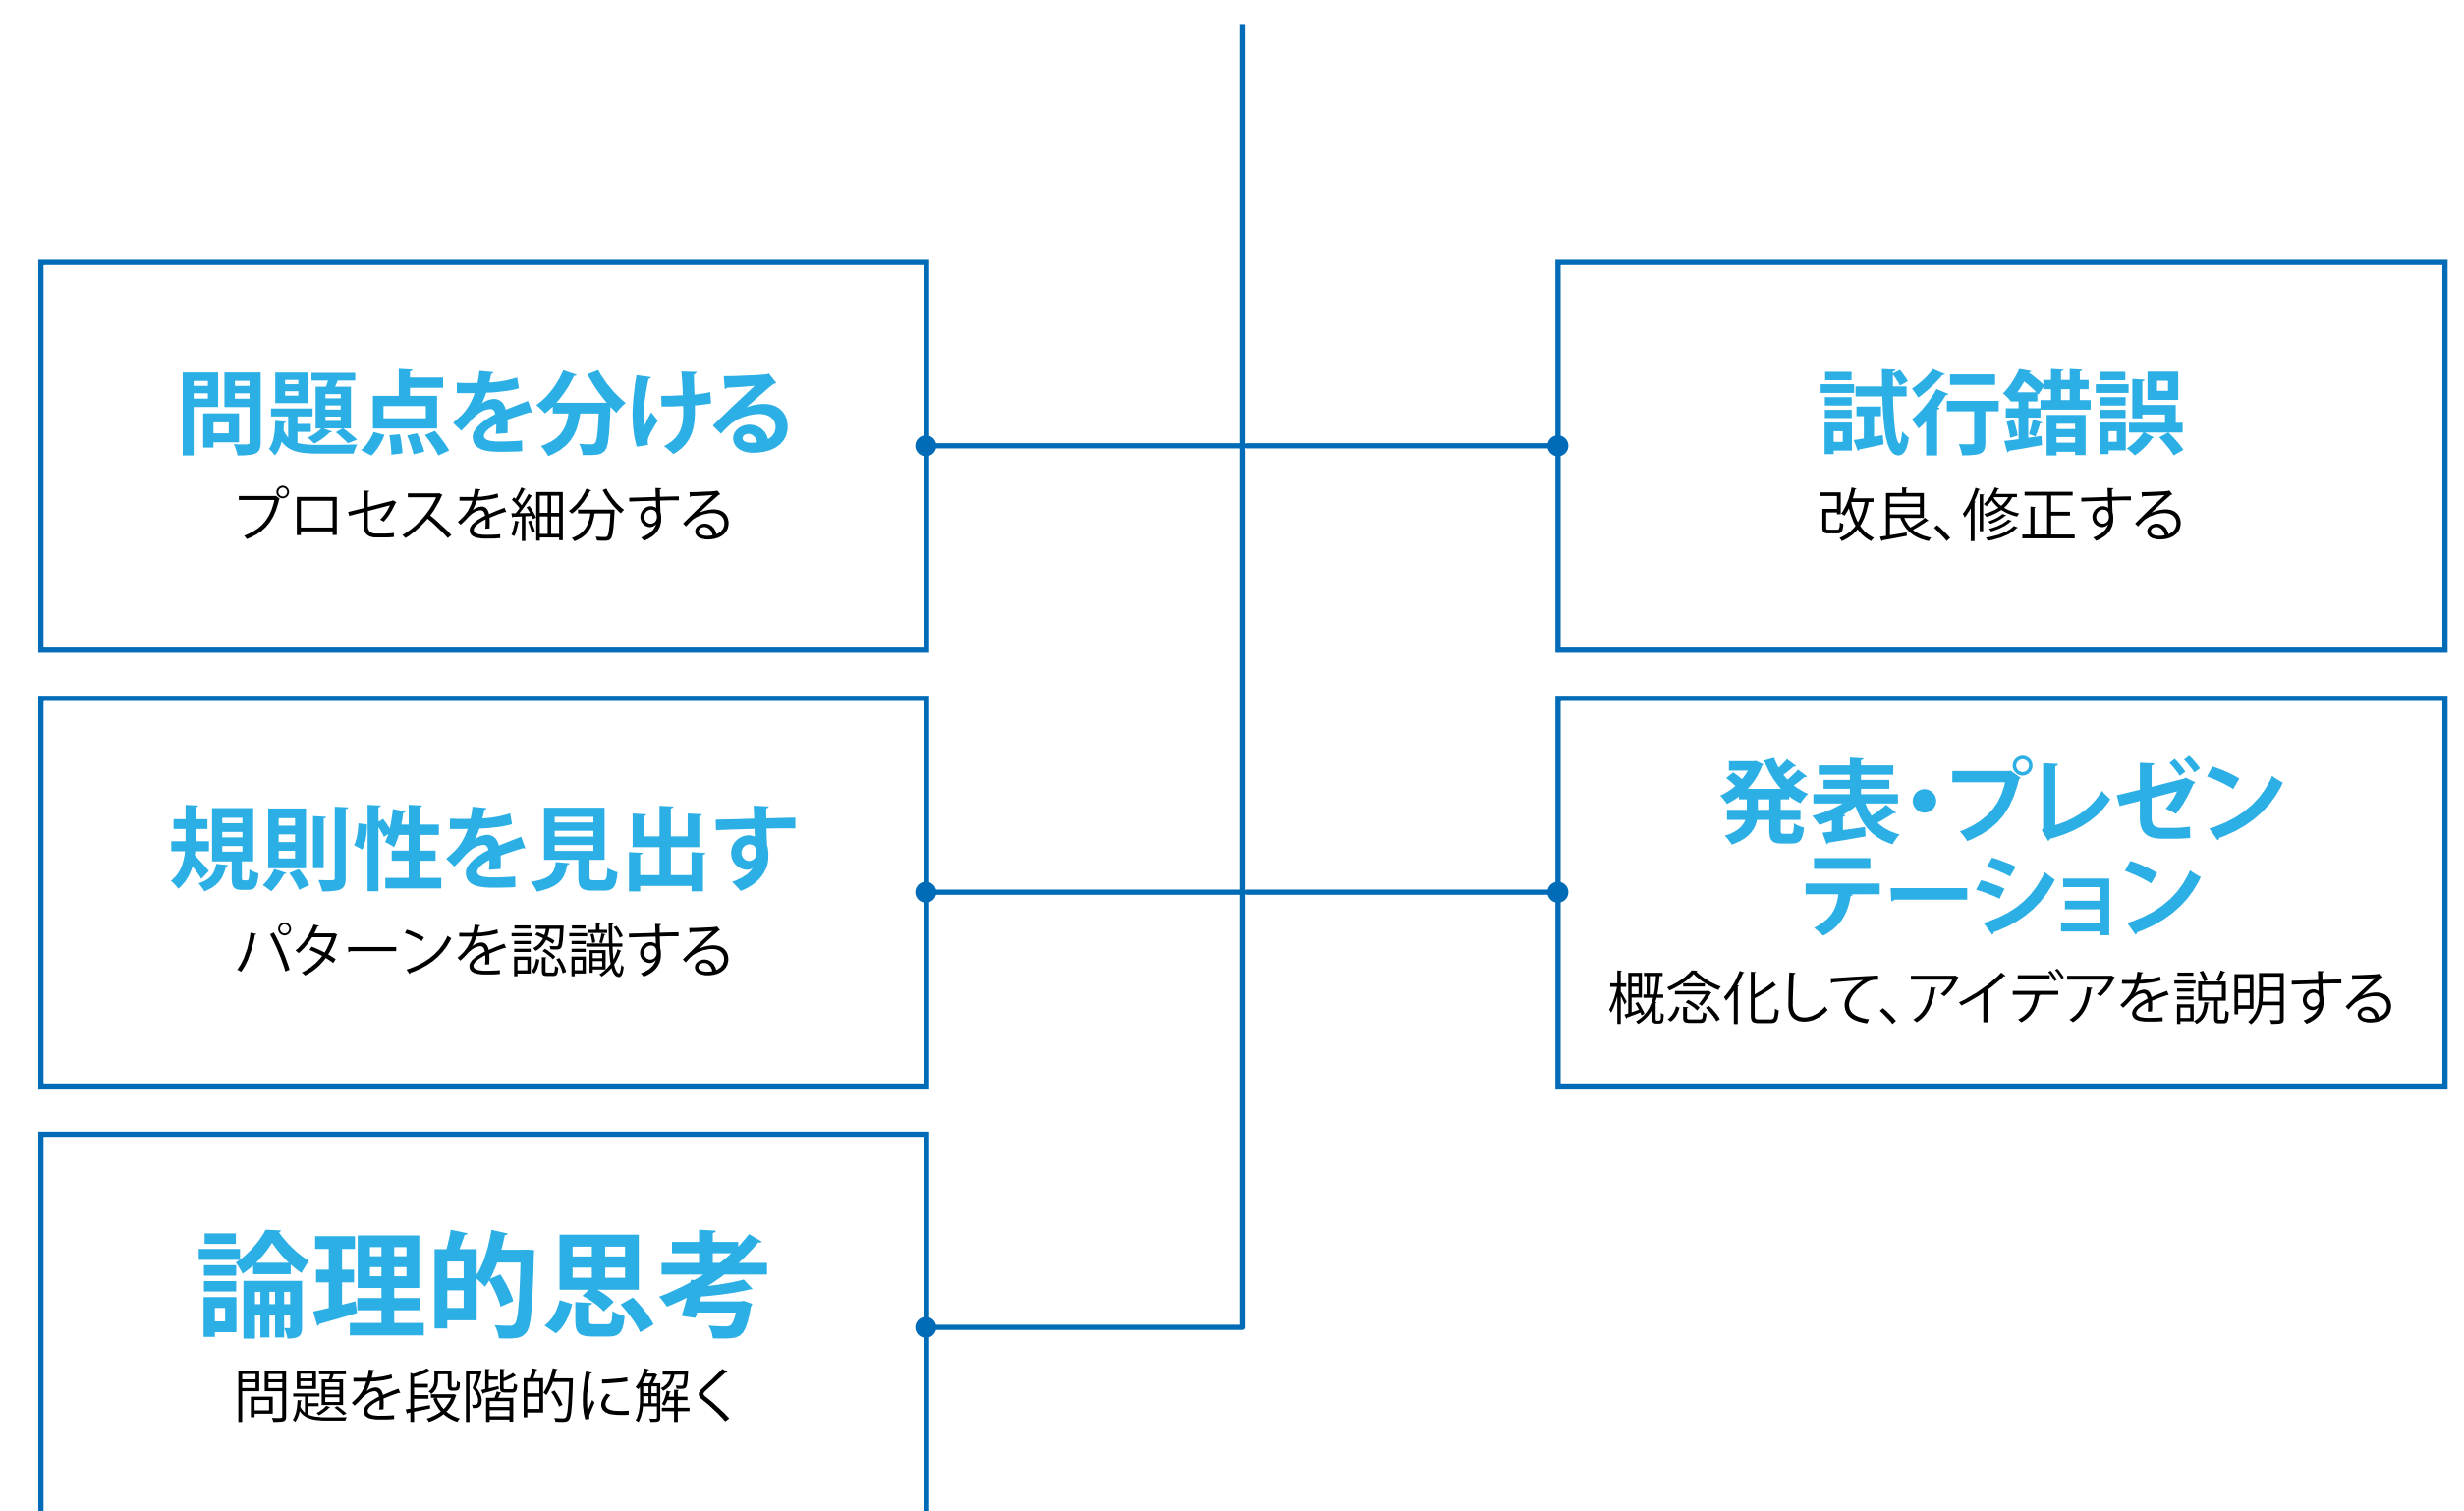 問題点を分ける
プロセスを細分ける
規則性を出す
パターン認識する
論理的思考
問題を段階的に解く
試行錯誤
改良、修正する
発表・プレゼンテ
ーション
概念化してアイデアを説明する